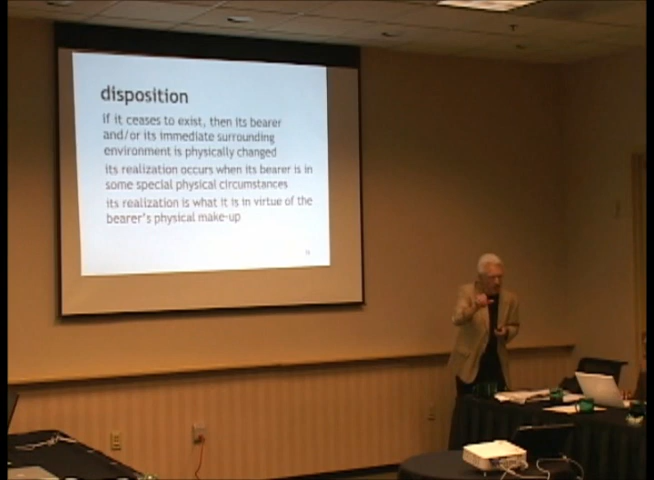 disposition
if it ceases to exist, then its bearer
and/or its immediate surrounding
environment is physically changed
its realization occurs when its bearer is in
some special physical circumstances
its realization is what it is in virtue of the
bearer's physical make-up